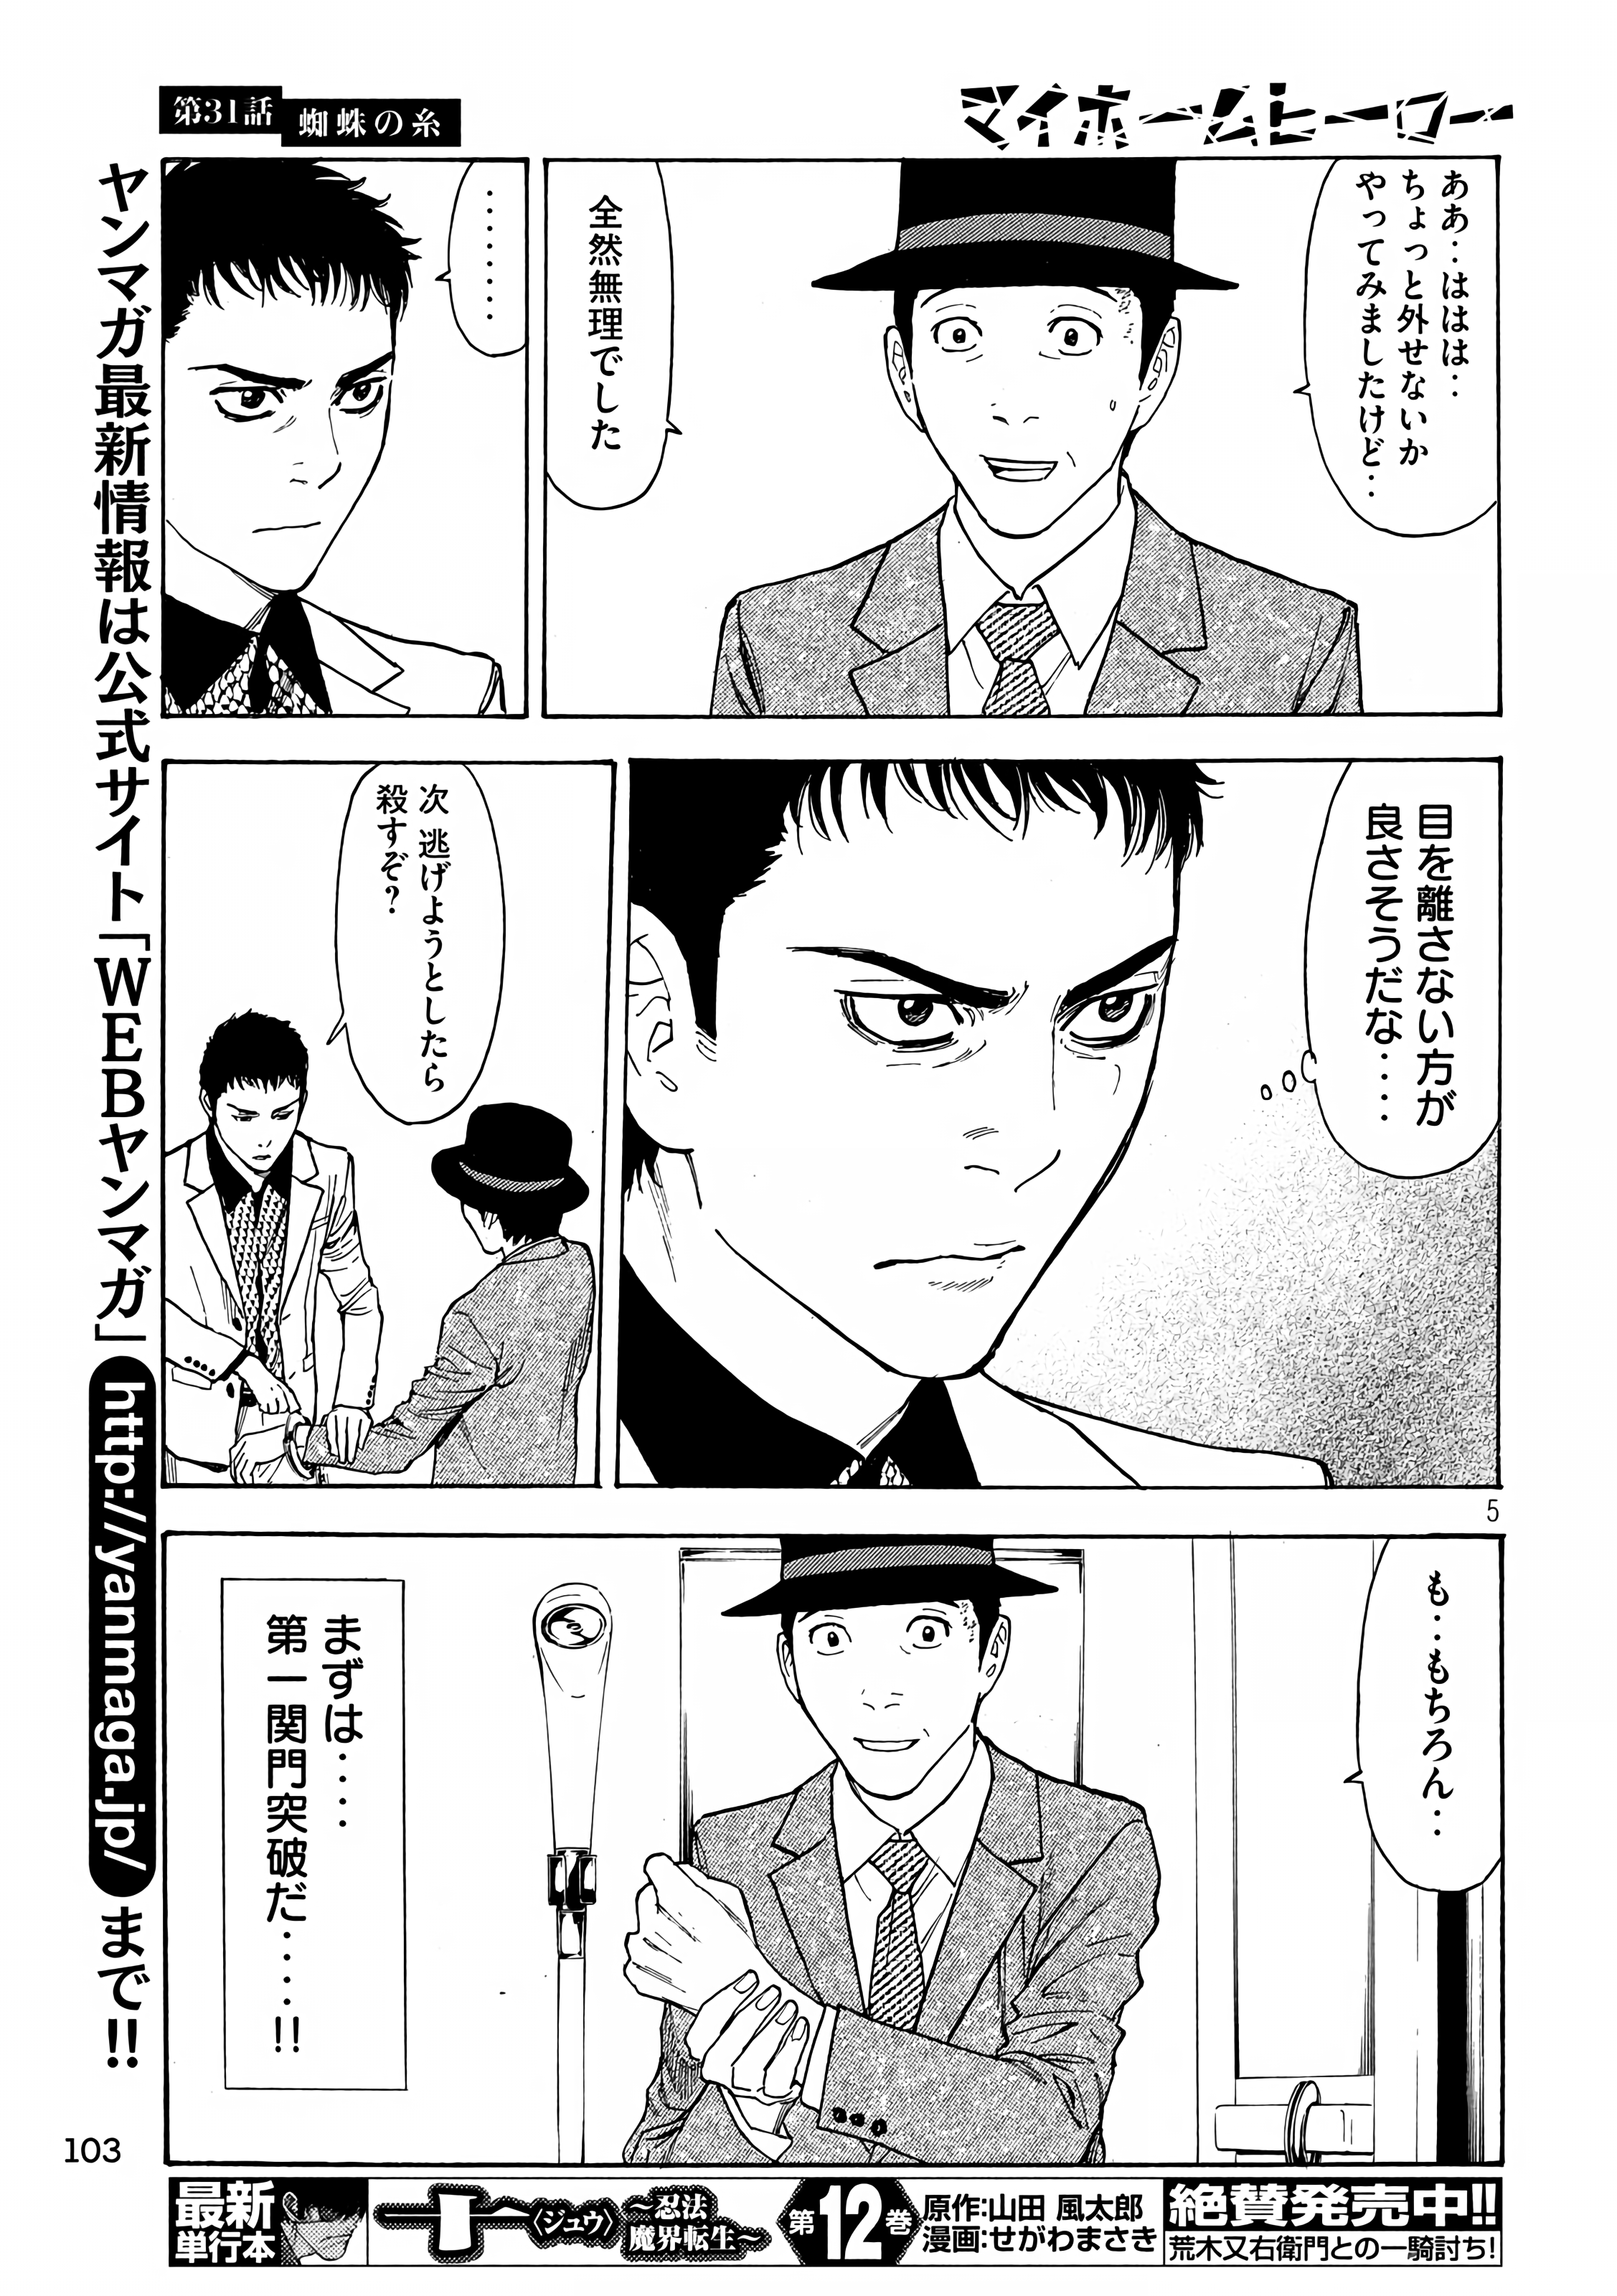 第31話
蜘蛛の糸
マイホームヒーロー
ああ‥ははは‥
ちょっと外せないか
やってみましたけど‥
全然無理でした
‥‥‥
目を離さない方が
良さそうだな‥‥
次 逃げようとしたら
殺すぞ?
5
も‥もちろん‥
まずは‥‥
第一関門突破だ‥‥!!
ヤンマガ最新情報は公式サイト「WEBヤンマガ」http://yanmaga.jp/まで!!
103
最新
単行本
十〈ジュウ〉
～忍法
魔界転生～
第12巻
原作:山田 風太郎
漫画:せがわまさき
絶賛発売中!!
荒木又右衛門との一騎討ち!